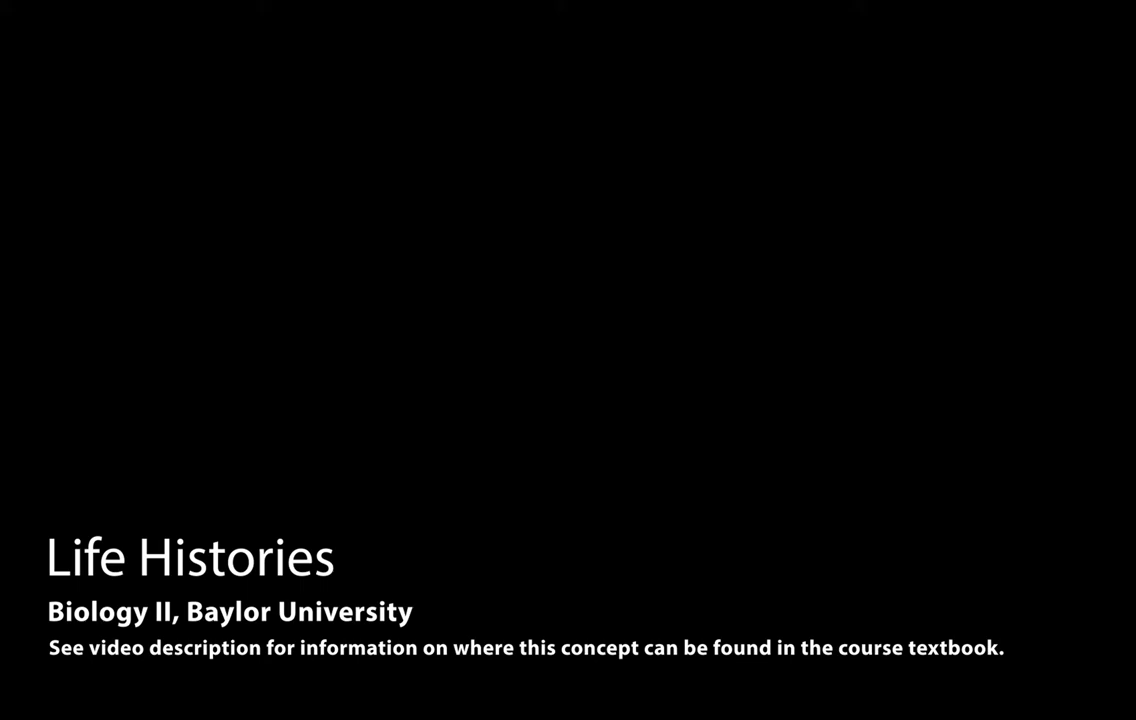 Life Histories
Biology II, Baylor University
See video description for information on where this concept can be found in the course textbook.